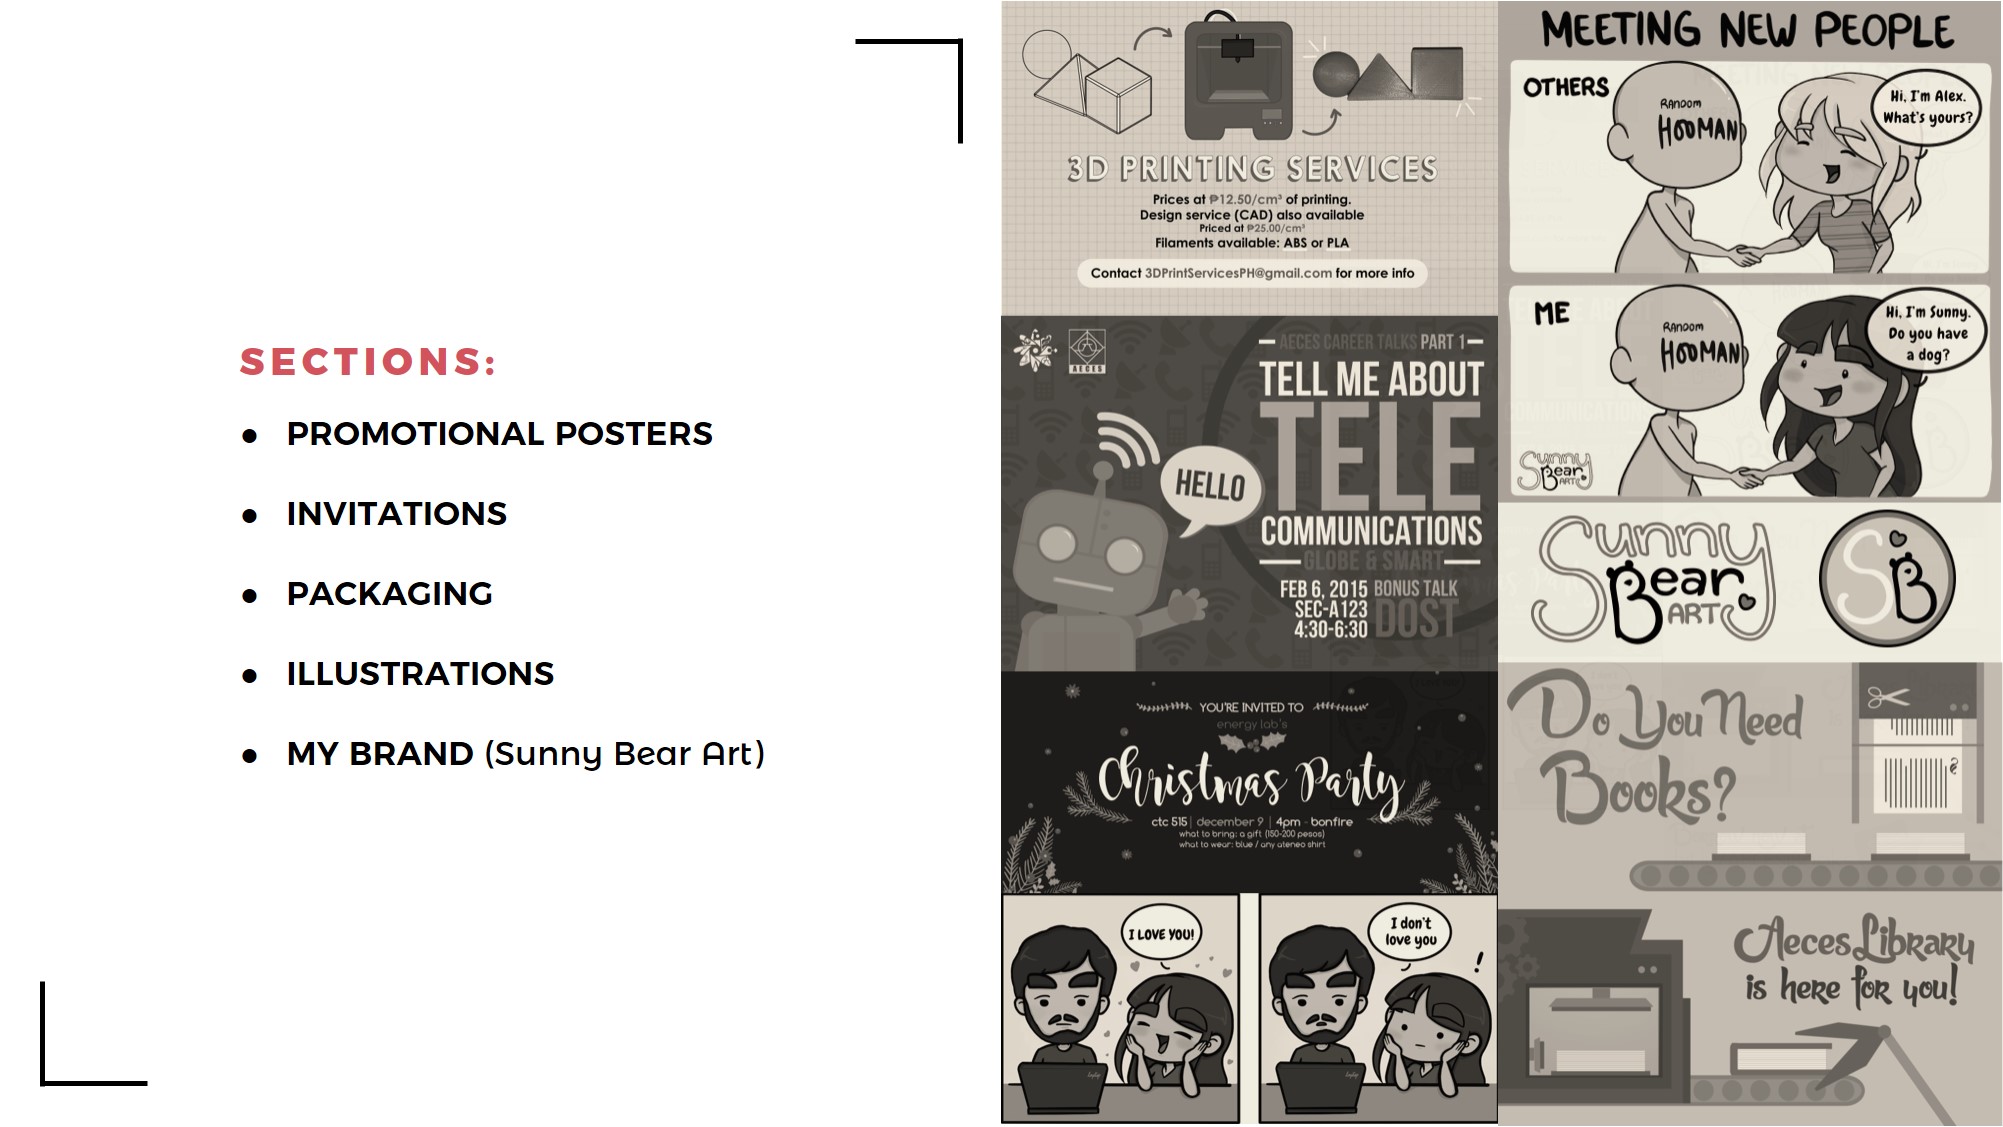 SECTIONS:
● PROMOTIONAL POSTERS
● INVITATIONS
● PACKAGING
● ILLUSTRATIONS
● MY BRAND (Sunny Bear Art)
3D PRINTING SERVICES
Prices at ₱12.50/cm³ of printing.
Design service (CAD) also available
Priced at ₱25.00/cm³
Filaments available: ABS or PLA
Contact 3DPrintServicesPH@gmail.com for more info
AECES
AECES CAREER TALKS PART 1
TELL ME ABOUT
TELE
COMMUNICATIONS
GLOBE & SMART
FEB 6, 2015
SEC-A123
4:30-6:30
BONUS TALK
DOST
HELLO
YOU'RE INVITED TO
energy lab's
Christmas Party
ctc 515 | december 9 | 4pm - bonfire
what to bring: a gift (150-200 pesos)
what to wear: blue / any ateneo shirt
I LOVE YOU!
I don't
love you
!
MEETING NEW PEOPLE
OTHERS
RANDOM
HOOMAN
Hi, I'm Alex.
What's yours?
ME
RANDOM
HOOMAN
Hi, I'm Sunny.
Do you have
a dog?
Sunny
Bear
ART
Sunny
Bear
ART
SB
Do You Need
Books?
Aeces Library
is here for you!